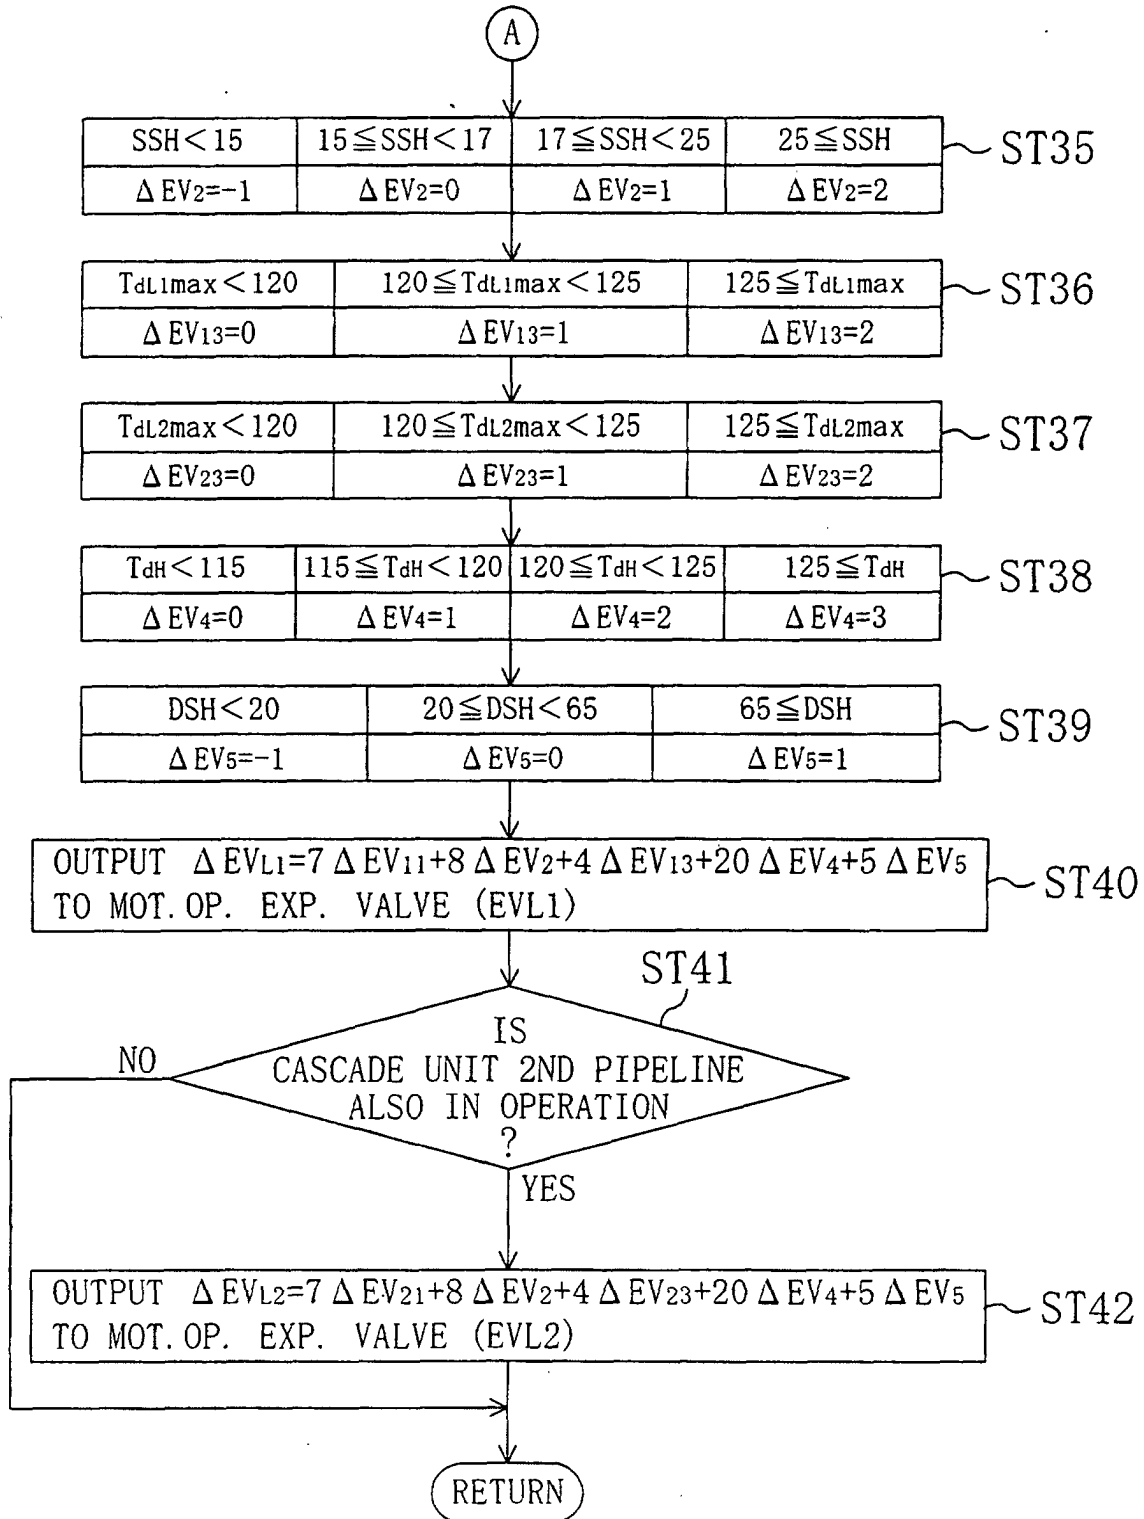 A
SSH<15 15≦SSH<17 17≦SSH<25 25≦SSH
ΔEV2=-1 ΔEV2=0 ΔEV2=1 ΔEV2=2
ST35
TdL1max<120 120≦TdL1max<125 125≦TdL1max
ΔEV13=0 ΔEV13=1 ΔEV13=2
ST36
TdL2max<120 120≦TdL2max<125 125≦TdL2max
ΔEV23=0 ΔEV23=1 ΔEV23=2
ST37
TdH<115 115≦TdH<120 120≦TdH<125 125≦TdH
ΔEV4=0 ΔEV4=1 ΔEV4=2 ΔEV4=3
ST38
DSH<20 20≦DSH<65 65≦DSH
ΔEV5=-1 ΔEV5=0 ΔEV5=1
ST39
OUTPUT ΔEVL1=7ΔEV11+8ΔEV2+4ΔEV13+20ΔEV4+5ΔEV5
TO MOT.OP. EXP. VALVE (EVL1)
ST40
ST41
IS
CASCADE UNIT 2ND PIPELINE
ALSO IN OPERATION
?
NO
YES
OUTPUT ΔEVL2=7ΔEV21+8ΔEV2+4ΔEV23+20ΔEV4+5ΔEV5
TO MOT.OP. EXP. VALVE (EVL2)
ST42
RETURN